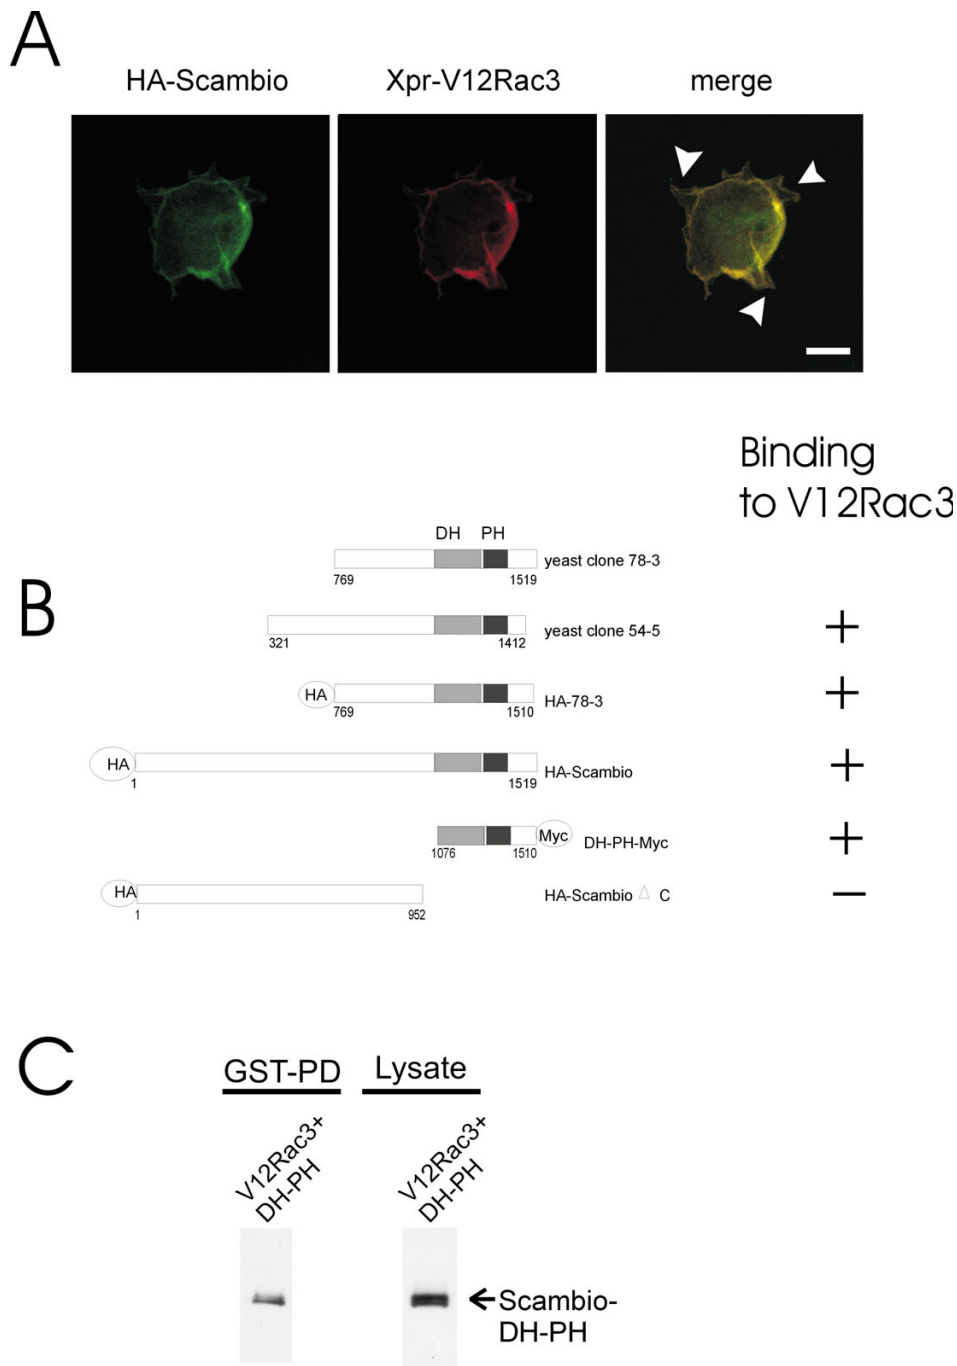 A
HA-Scambio Xpr-V12Rac3 merge
Binding
to V12Rac3
B
DH PH
yeast clone 78-3
769 1519
yeast clone 54-5 +
321 1412
HA HA-78-3 +
769 1510
HA HA-Scambio +
1 1519
Myc DH-PH-Myc +
1076 1510
HA HA-Scambio Δ C —
1 952
C
GST-PD Lysate
V12Rac3+
DH-PH
V12Rac3+
DH-PH
←Scambio-
DH-PH